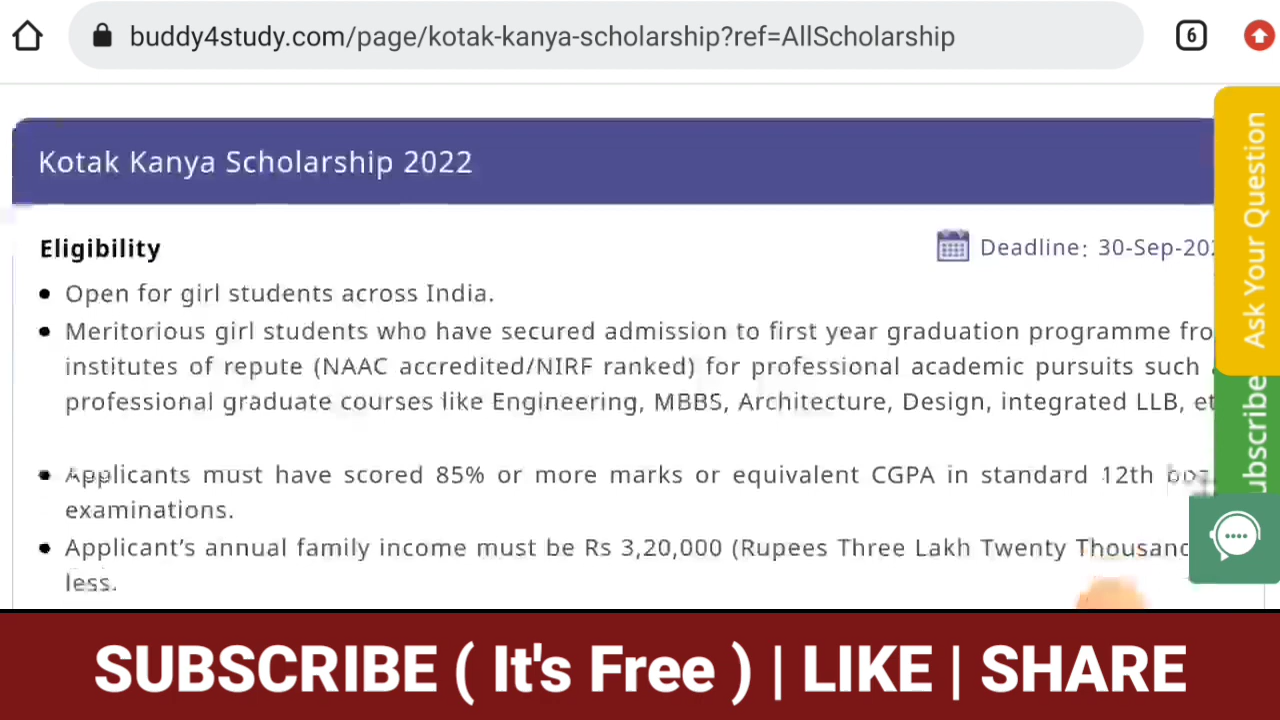 buddy4study.com/page/kotak-kanya-scholarship?ref=AllScholarship
6
Kotak Kanya Scholarship 2022
Ask Your Question
Eligibility
Deadline: 30-Sep-202
Open for girl students across India.
Meritorious girl students who have secured admission to first year graduation programme fro
institutes of repute (NAAC accredited/NIRF ranked) for professional academic pursuits such
professional graduate courses like Engineering, MBBS, Architecture, Design, integrated LLB, et
ubscribe
Applicants must have scored 85% or more marks or equivalent CGPA in standard 12th
examinations.
Applicant’s annual family income must be Rs 3,20,000 (Rupees Three Lakh Twenty Thousand
less.
SUBSCRIBE ( It's Free ) | LIKE | SHARE